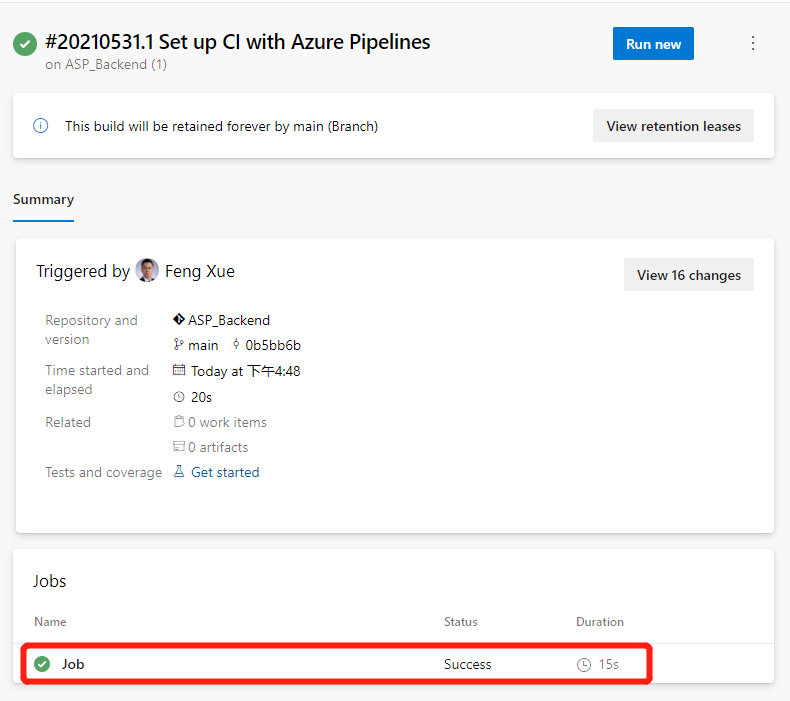 #20210531.1 Set up CI with Azure Pipelines
Run new
on ASP_Backend (1)
This build will be retained forever by main (Branch)
View retention leases
Summary
Triggered by Feng Xue
View 16 changes
Repository and version
ASP_Backend
main 0b5bb6b
Time started and elapsed
Today at 下午4:48
20s
Related
0 work items
0 artifacts
Tests and coverage
Get started
Jobs
Name Status Duration
Job Success 15s